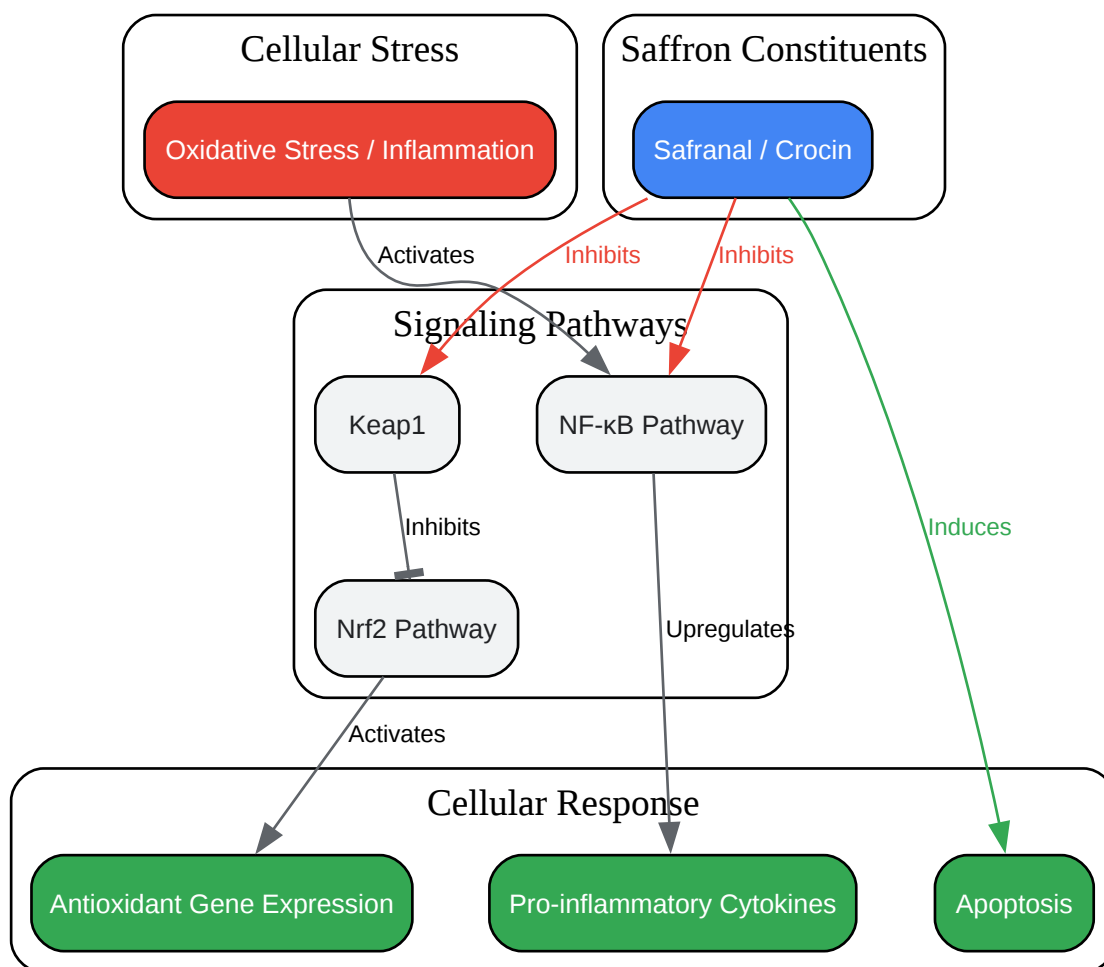 Cellular Stress
Saffron Constituents
Oxidative Stress / Inflammation
Safranal / Crocin
Activates
Inhibits
Inhibits
Signaling Pathways
Keap1
NF-κB Pathway
Inhibits
Induces
Nrf2 Pathway
Upregulates
Activates
Cellular Response
Antioxidant Gene Expression
Pro-inflammatory Cytokines
Apoptosis